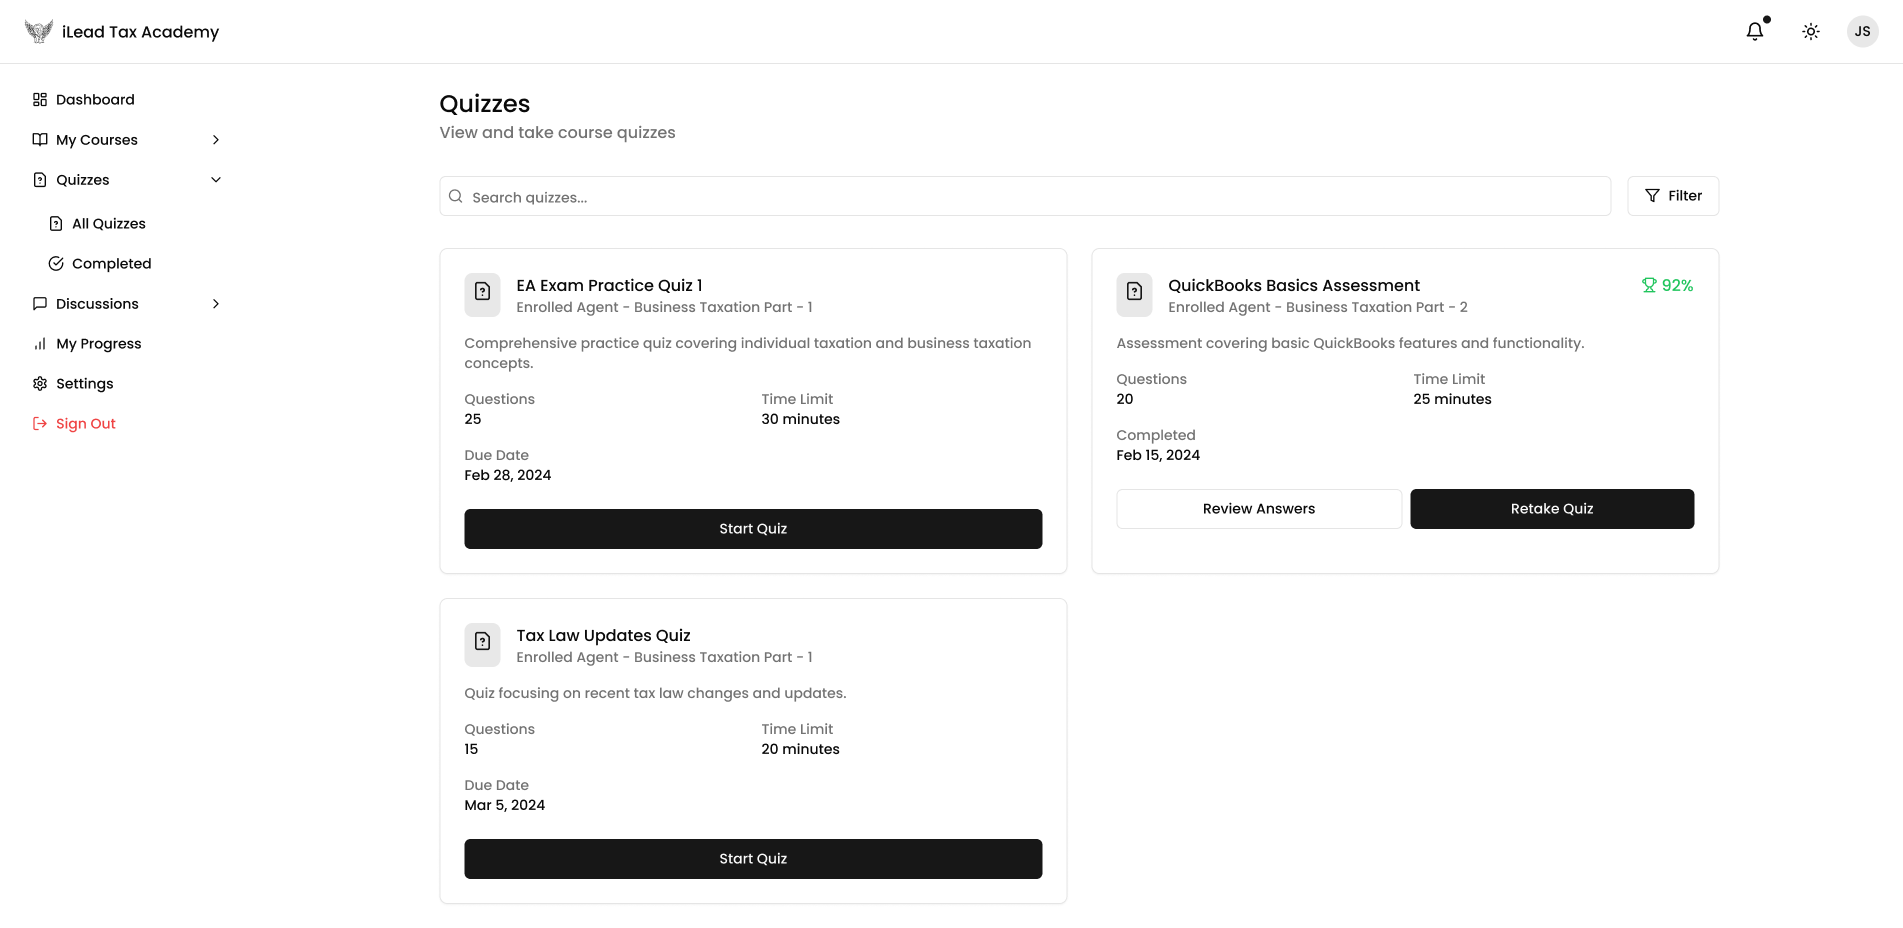 iLead Tax Academy
JS
Dashboard
My Courses
Quizzes
All Quizzes
Completed
Discussions
My Progress
Settings
Sign Out
Quizzes
View and take course quizzes
Search quizzes...
Filter
EA Exam Practice Quiz 1
Enrolled Agent - Business Taxation Part - 1
Comprehensive practice quiz covering individual taxation and business taxation
concepts.
Questions
25
Time Limit
30 minutes
Due Date
Feb 28, 2024
Start Quiz
QuickBooks Basics Assessment
92%
Enrolled Agent - Business Taxation Part - 2
Assessment covering basic QuickBooks features and functionality.
Questions
20
Time Limit
25 minutes
Completed
Feb 15, 2024
Review Answers
Retake Quiz
Tax Law Updates Quiz
Enrolled Agent - Business Taxation Part - 1
Quiz focusing on recent tax law changes and updates.
Questions
15
Time Limit
20 minutes
Due Date
Mar 5, 2024
Start Quiz